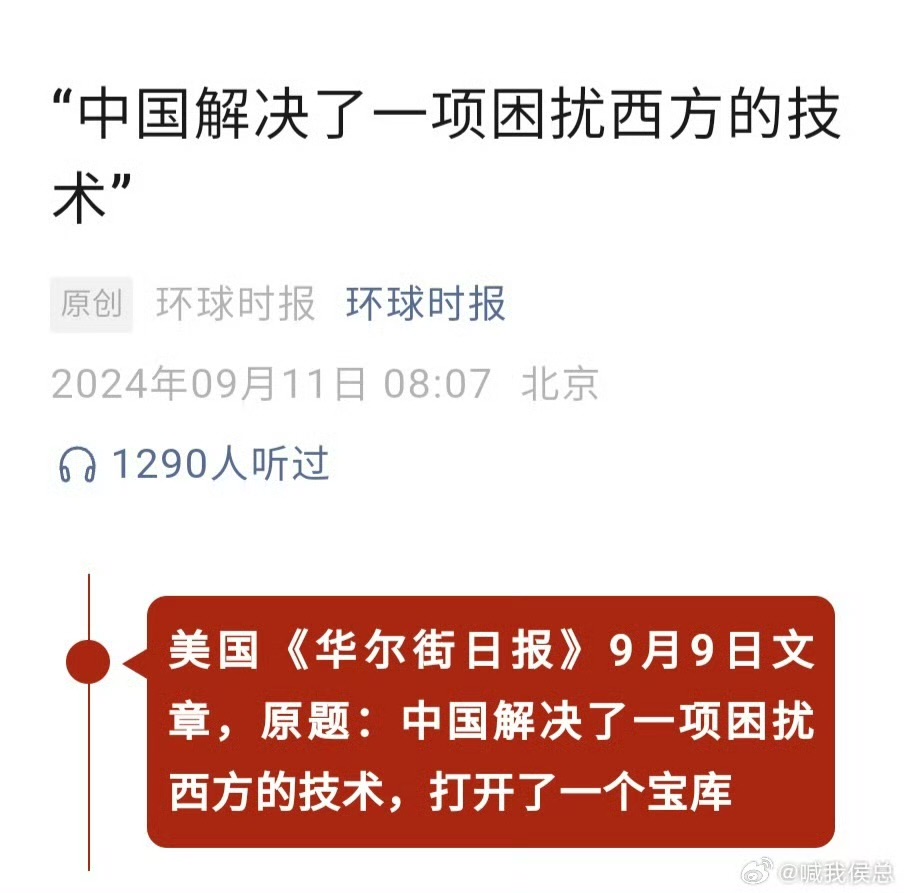 “中国解决了一项困扰西方的技
术”
原创 环球时报 环球时报
2024年09月11日 08:07 北京
1290人听过
美国《华尔街日报》9月9日文
章，原题：中国解决了一项困扰
西方的技术，打开了一个宝库
@喊我侯总